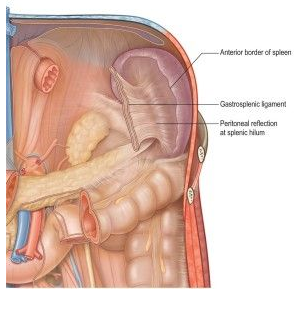 Anterior border of spleen
Gastrosplenic ligament
Peritoneal reflection
at splenic hilum